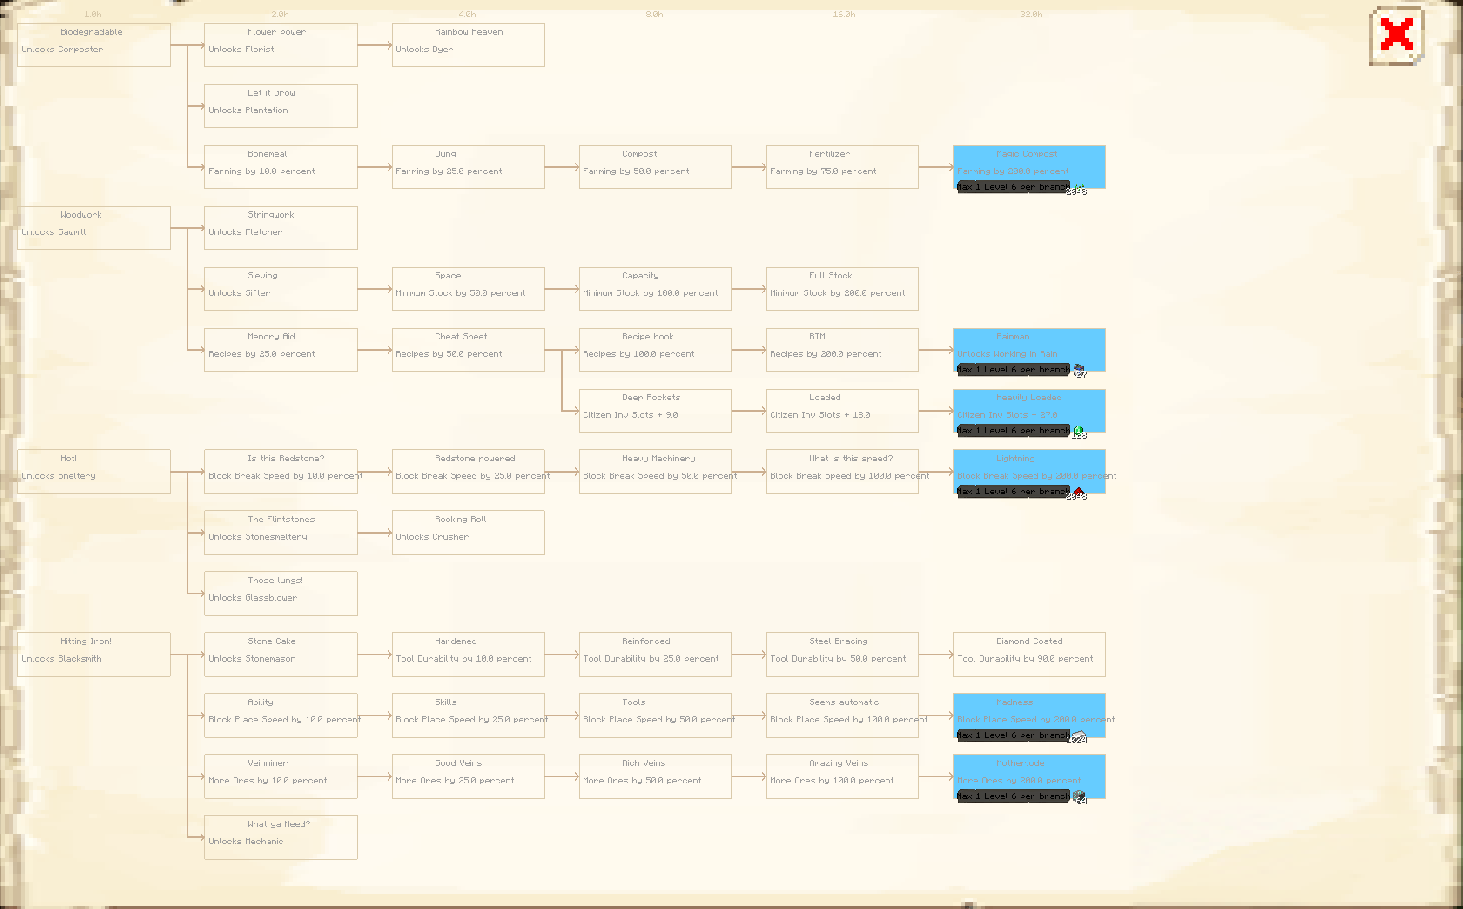 1.0h 2.0h 4.0h 8.0h 16.0h 32.0h
Biodegradable
Unlocks Composter
Flower Power
Unlocks Florist
Rainbow Heaven
Unlocks Dyer
Let it Grow
Unlocks Plantation
Bonemeal
Farming by 10.0 percent
Dung
Farming by 25.0 percent
Compost
Farming by 50.0 percent
Fertilizer
Farming by 75.0 percent
Magic Compost
Farming by 200.0 percent
Max 1 Level 6 per branch
2048
Woodwork
Unlocks Sawmill
Stringwork
Unlocks Fletcher
Sieving
Unlocks Sifter
Space
Minimum Stock by 50.0 percent
Capacity
Minimum Stock by 100.0 percent
Full Stock
Minimum Stock by 200.0 percent
Memory Aid
Recipes by 25.0 percent
Cheat Sheet
Recipes by 50.0 percent
Recipe Book
Recipes by 100.0 percent
RTM
Recipes by 200.0 percent
Rainman
Unlocks Working in Rain
Max 1 Level 6 per branch
27
Deep Pockets
Citizen Inv Slots + 9.0
Loaded
Citizen Inv Slots + 18.0
Heavily Loaded
Citizen Inv Slots + 27.0
Max 1 Level 6 per branch
128
Hot!
Unlocks Smeltery
Is this Redstone?
Block Break Speed by 10.0 percent
Redstone powered
Block Break Speed by 25.0 percent
Heavy Machinery
Block Break Speed by 50.0 percent
What is this speed?
Block Break Speed by 100.0 percent
Lightning
Block Break Speed by 200.0 percent
Max 1 Level 6 per branch
2048
The Flintstones
Unlocks Stonesmeltery
Rocking Roll
Unlocks Crusher
Those lungs!
Unlocks Glassblower
Hitting Iron!
Unlocks Blacksmith
Stone Cake
Unlocks Stonemason
Hardened
Tool Durability by 10.0 percent
Reinforced
Tool Durability by 25.0 percent
Steel Bracing
Tool Durability by 50.0 percent
Diamond Coated
Tool Durability by 90.0 percent
Ability
Block Place Speed by 10.0 percent
Skills
Block Place Speed by 25.0 percent
Tools
Block Place Speed by 50.0 percent
Seems automatic
Block Place Speed by 100.0 percent
Madness
Block Place Speed by 200.0 percent
Max 1 Level 6 per branch
1024
Veinminer
More Ores by 10.0 percent
Good Veins
More Ores by 25.0 percent
Rich Veins
More Ores by 50.0 percent
Amazing Veins
More Ores by 100.0 percent
Motherlode
More Ores by 200.0 percent
Max 1 Level 6 per branch
64
What ya Need?
Unlocks Mechanic